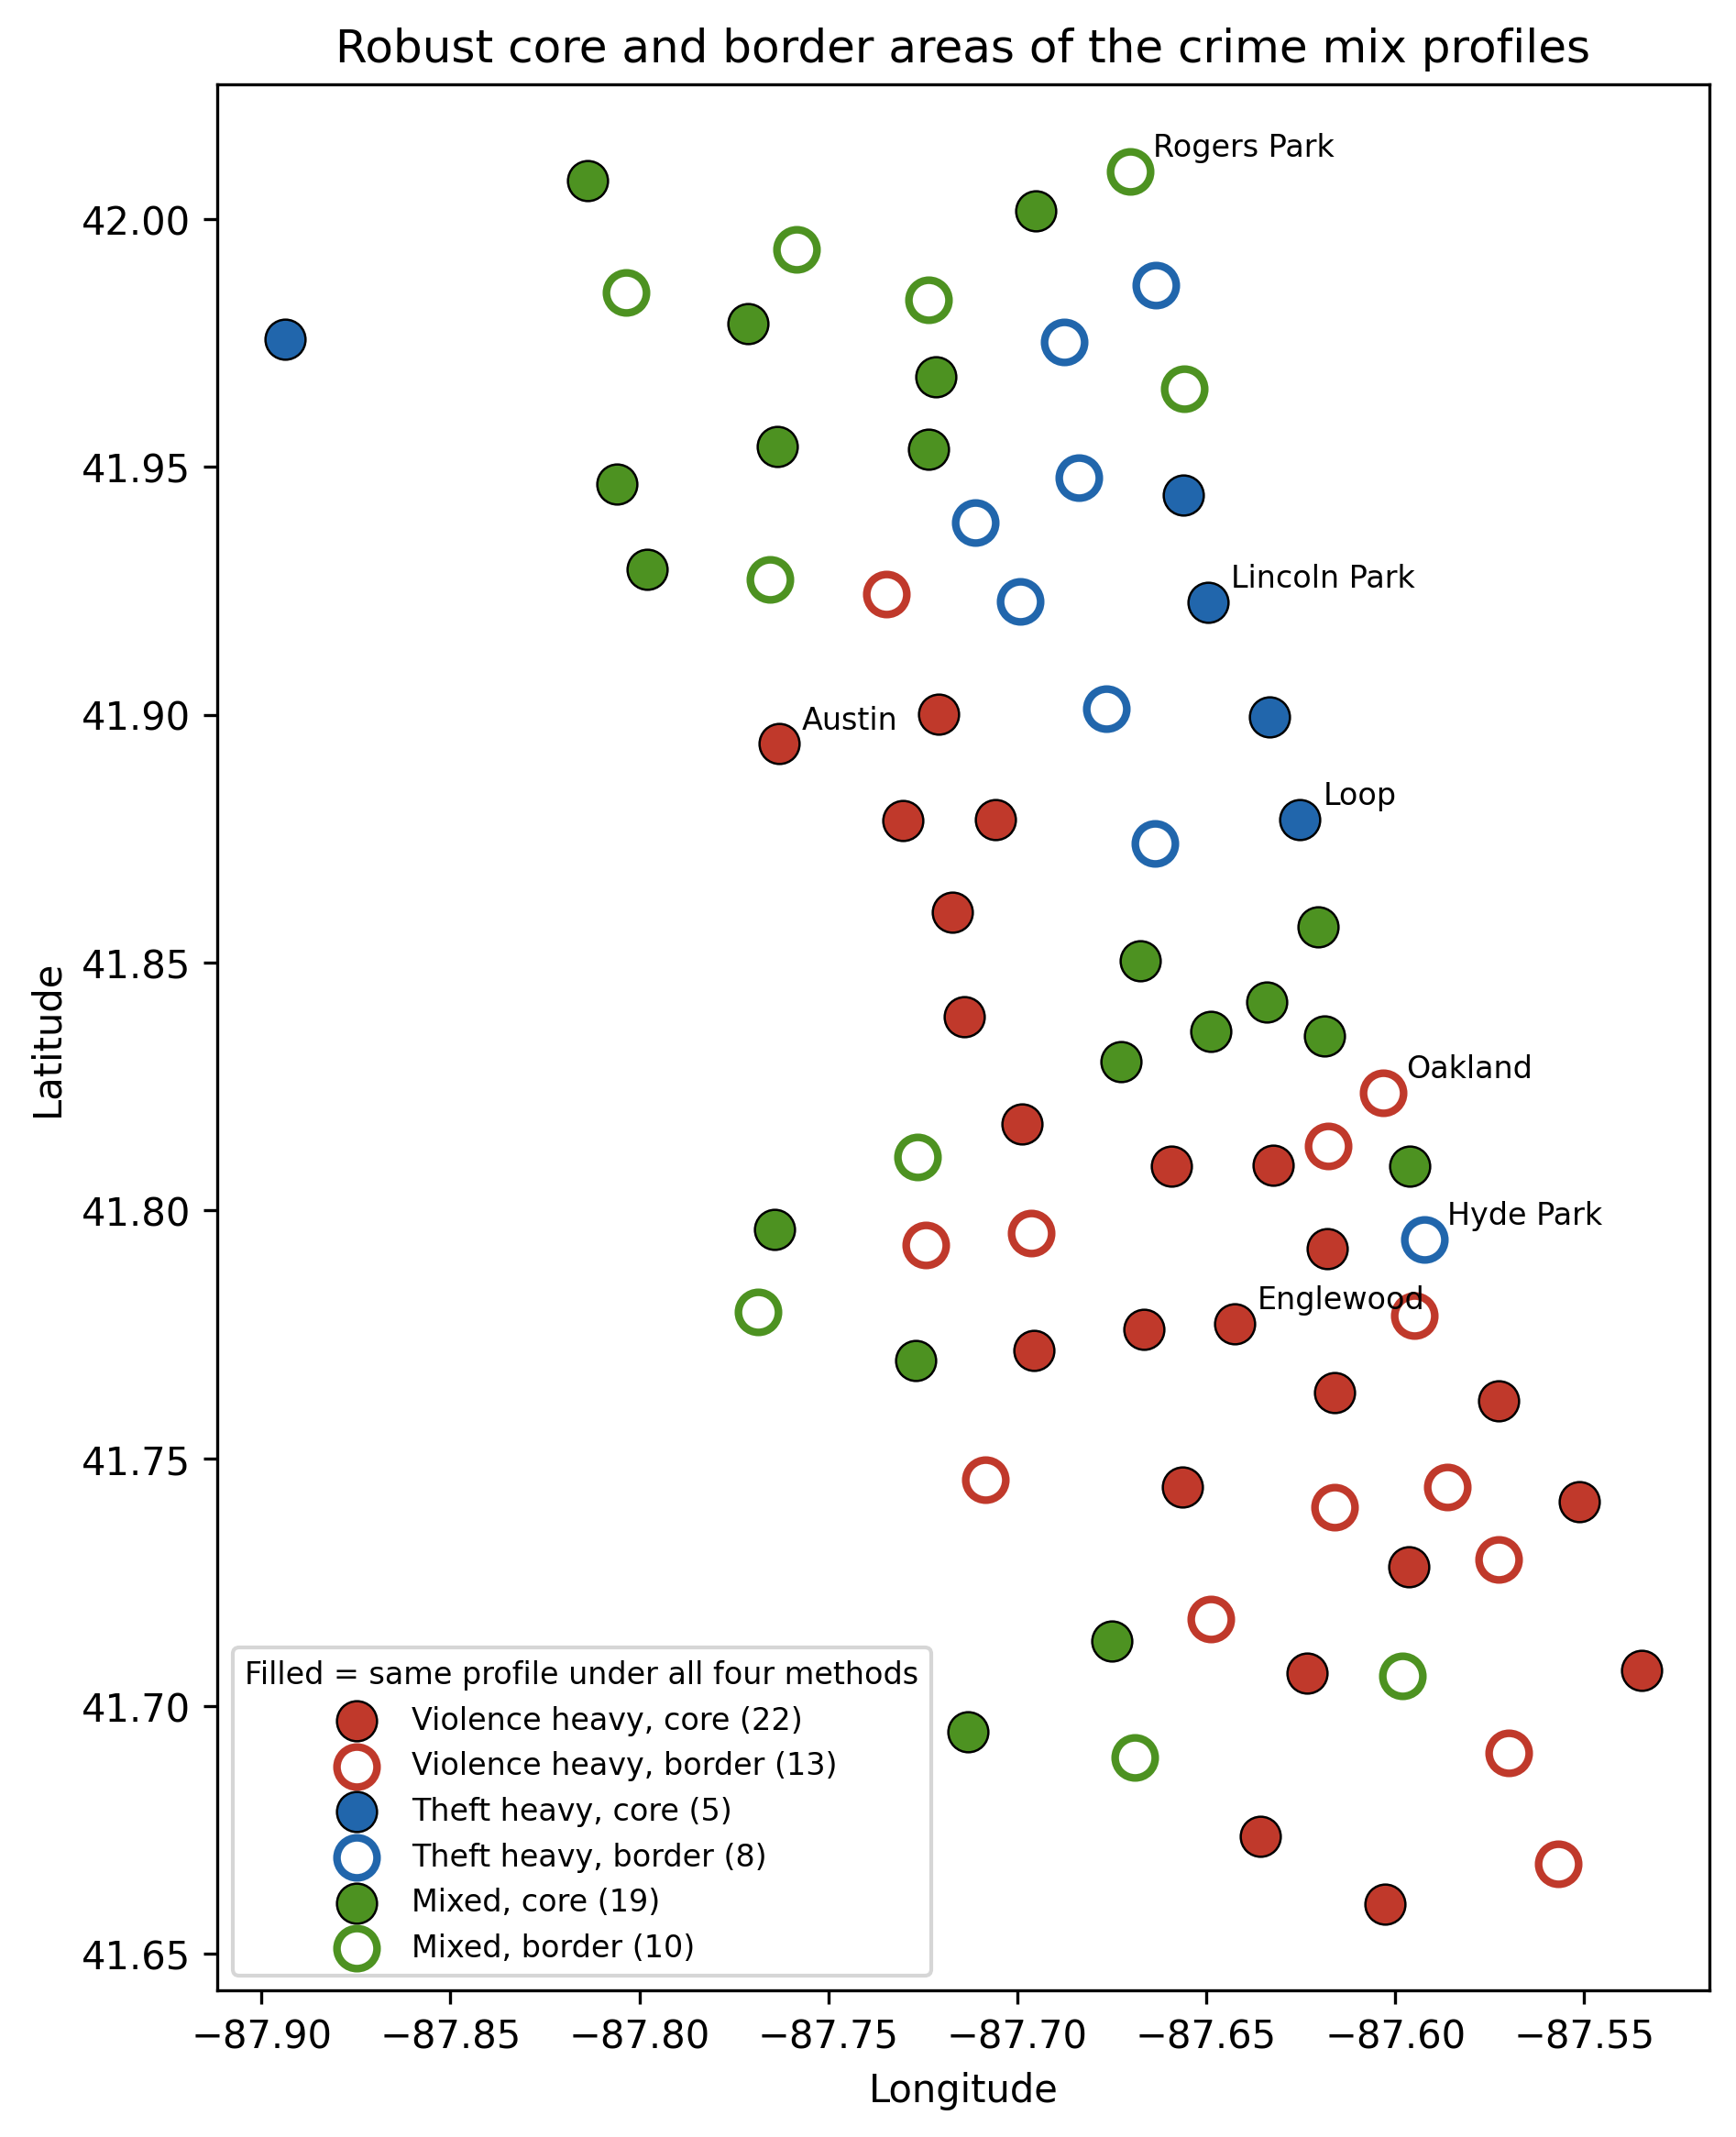 Robust core and border areas of the crime mix profiles
Rogers Park
Lincoln Park
Austin
Loop
Oakland
Hyde Park
Englewood
Latitude
42.00
41.95
41.90
41.85
41.80
41.75
41.70
41.65
Filled = same profile under all four methods
Violence heavy, core (22)
Violence heavy, border (13)
Theft heavy, core (5)
Theft heavy, border (8)
Mixed, core (19)
Mixed, border (10)
−87.90 −87.85 −87.80 −87.75 −87.70 −87.65 −87.60 −87.55
Longitude